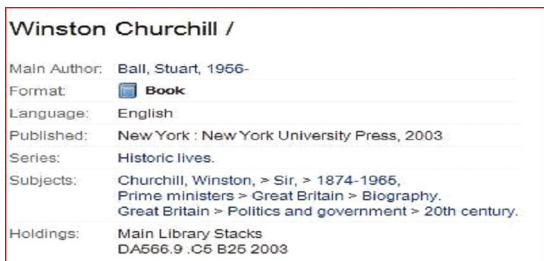 Winston Churchill /
Main Author: Ball, Stuart, 1956-
Format: Book
Language: English
Published: New York : New York University Press, 2003
Series: Historic lives.
Subjects: Churchill, Winston, > Sir, > 1874-1965,
Prime ministers > Great Britain > Biography.
Great Britain > Politics and government > 20th century.
Holdings: Main Library Stacks
DA566.9 .C5 B25 2003